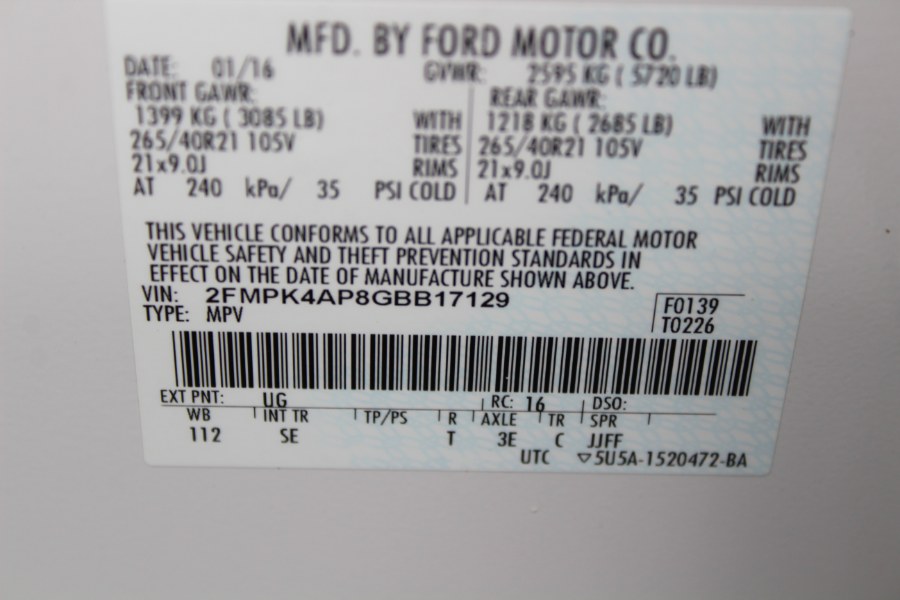 MFD. BY FORD MOTOR CO.
DATE: 01/16 GVWR: 2595 KG ( 5720 LB)
FRONT GAWR: REAR GAWR:
1399 KG ( 3085 LB) WITH 1218 KG ( 2685 LB) WITH
265/40R21 105V TIRES 265/40R21 105V TIRES
21x9.0J RIMS 21x9.0J RIMS
AT 240 kPa/ 35 PSI COLD AT 240 kPa/ 35 PSI COLD
THIS VEHICLE CONFORMS TO ALL APPLICABLE FEDERAL MOTOR
VEHICLE SAFETY AND THEFT PREVENTION STANDARDS IN
EFFECT ON THE DATE OF MANUFACTURE SHOWN ABOVE.
VIN: 2FMPK4AP8GBB17129 F0139
TYPE: MPV T0226
EXT PNT: UG RC: 16 DSO:
WB INT TR TP/PS R AXLE TR SPR
112 SE T 3E C JJFF
UTC ▽5U5A-1520472-BA